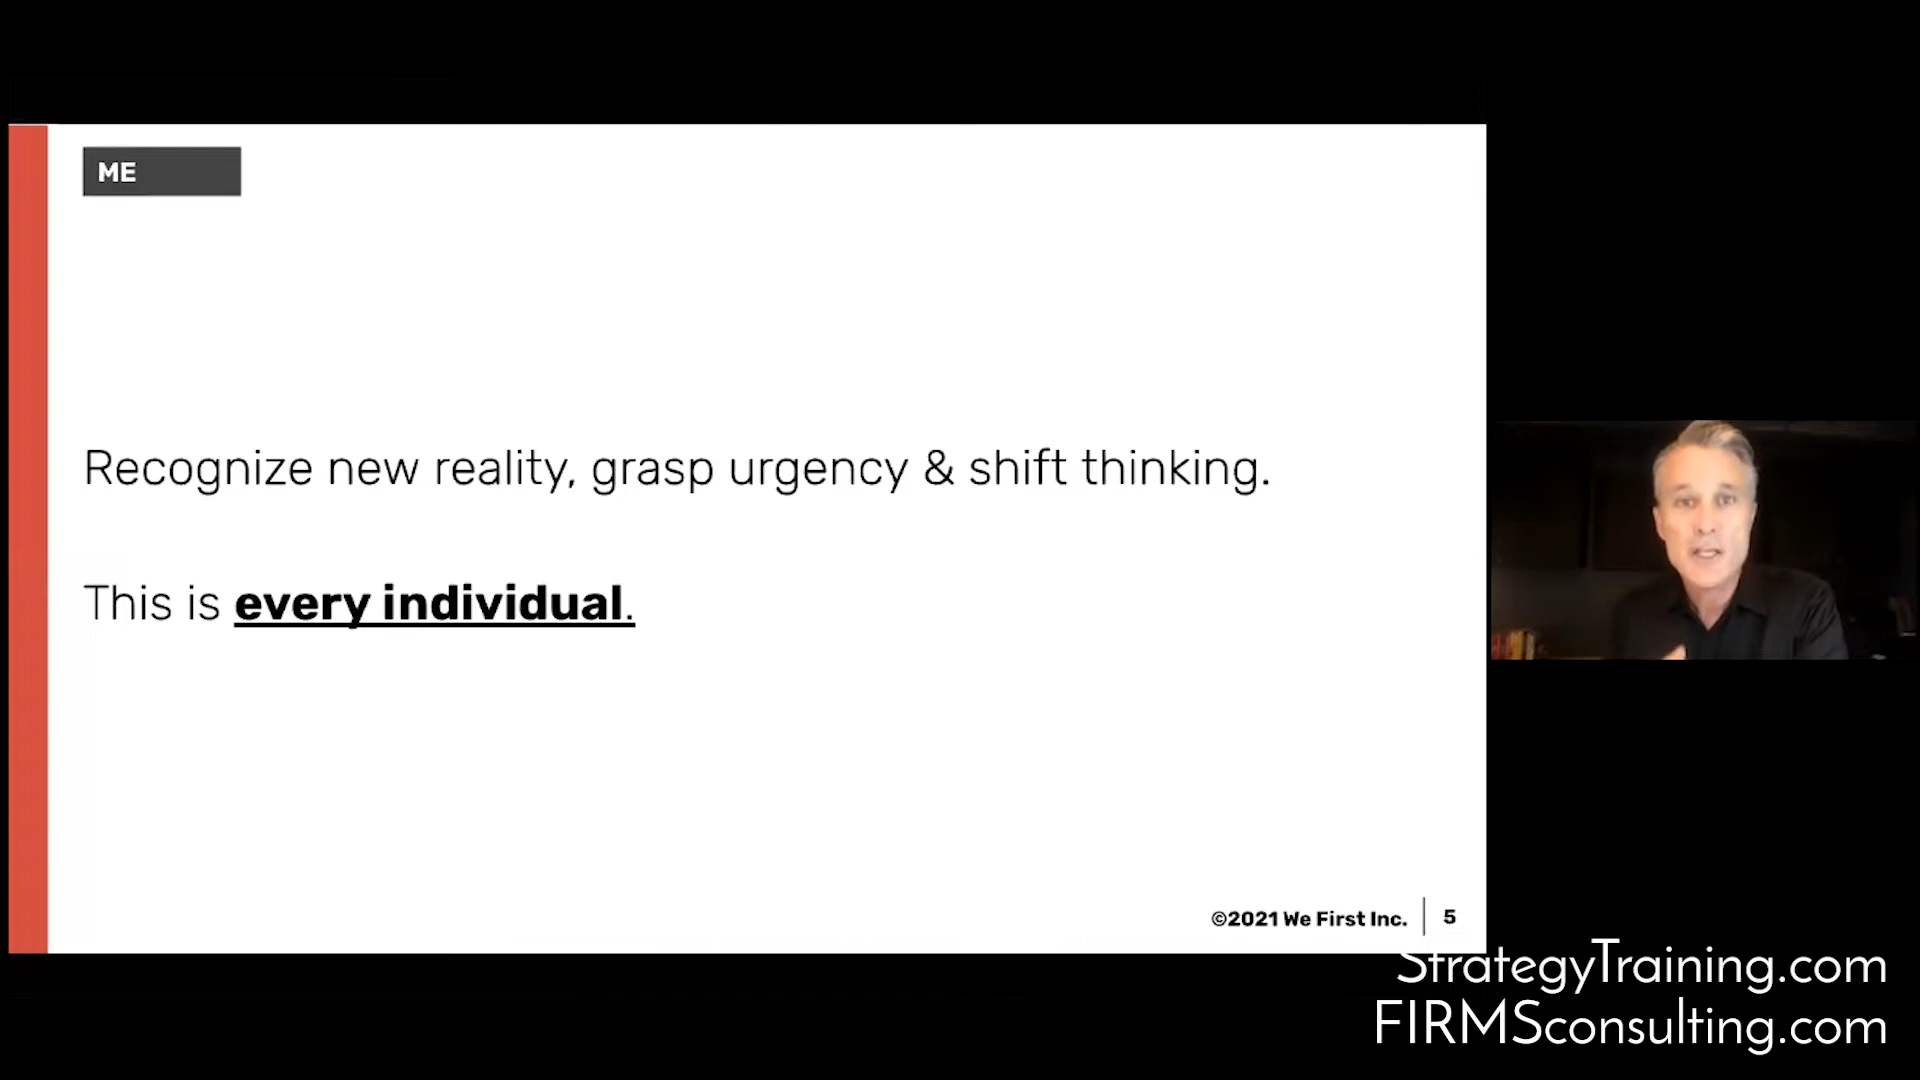 ME
Recognize new reality, grasp urgency & shift thinking.
This is every individual.
©2021 We First Inc. | 5
StrategyTraining.com
FIRMSconsulting.com